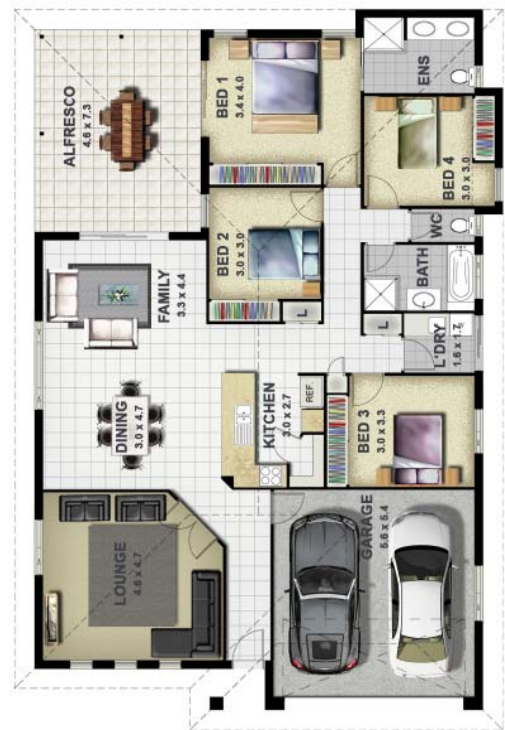 ALFRESCO
4.6 x 7.3
BED 1
3.4 x 4.0
ENS
BED 4
3.0 x 3.0
WC
BED 2
3.0 x 3.0
BATH
FAMILY
3.3 x 4.4
L
L
L'DRY
1.6 x 1.7
DINING
3.0 x 4.7
KITCHEN
3.0 x 2.7
REF.
BED 3
3.0 x 3.3
LOUNGE
4.6 x 4.7
GARAGE
5.6 x 5.4